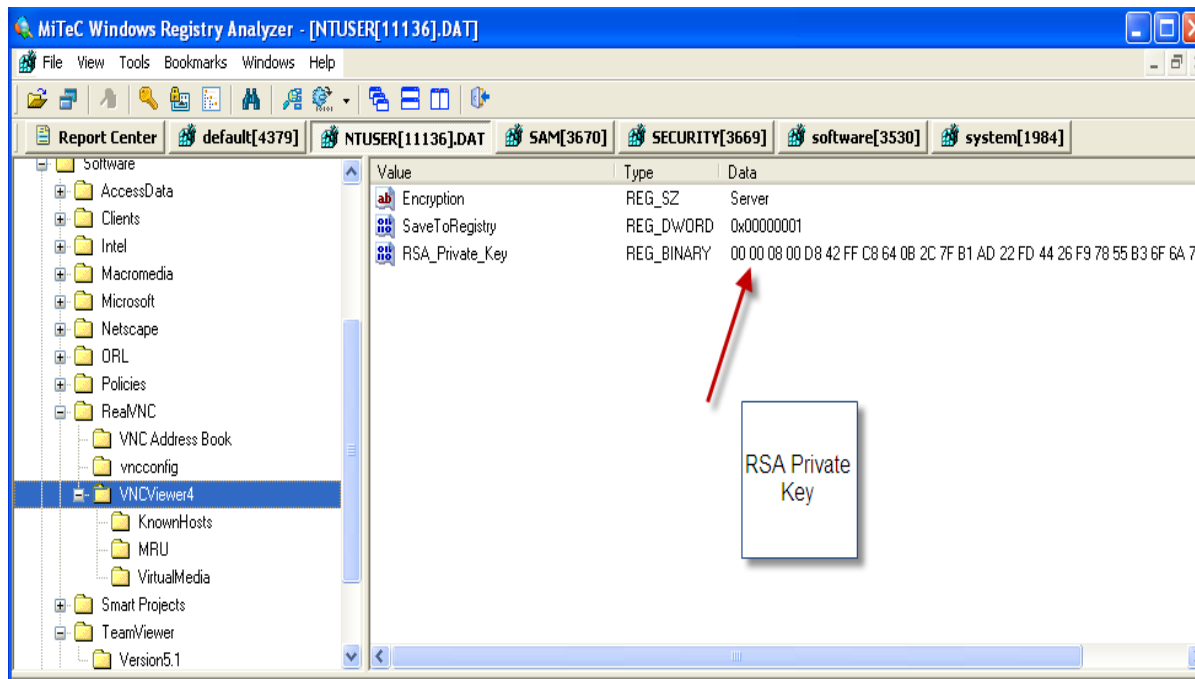 MiTeC Windows Registry Analyzer - [NTUSER[11136].DAT]
File View Tools Bookmarks Windows Help
Report Center default[4379] NTUSER[11136].DAT SAM[3670] SECURITY[3669] software[3530] system[1984]
Software
AccessData
Clients
Intel
Macromedia
Microsoft
Netscape
ORL
Policies
RealVNC
VNC Address Book
vncconfig
VNCViewer4
KnownHosts
MRU
VirtualMedia
Smart Projects
TeamViewer
Version5.1
Value Type Data
Encryption REG_SZ Server
SaveToRegistry REG_DWORD 0x00000001
RSA_Private_Key REG_BINARY 00 00 08 00 D8 42 FF C8 64 0B 2C 7F B1 AD 22 FD 44 26 F9 78 55 B3 6F 6A 7
RSA Private
Key